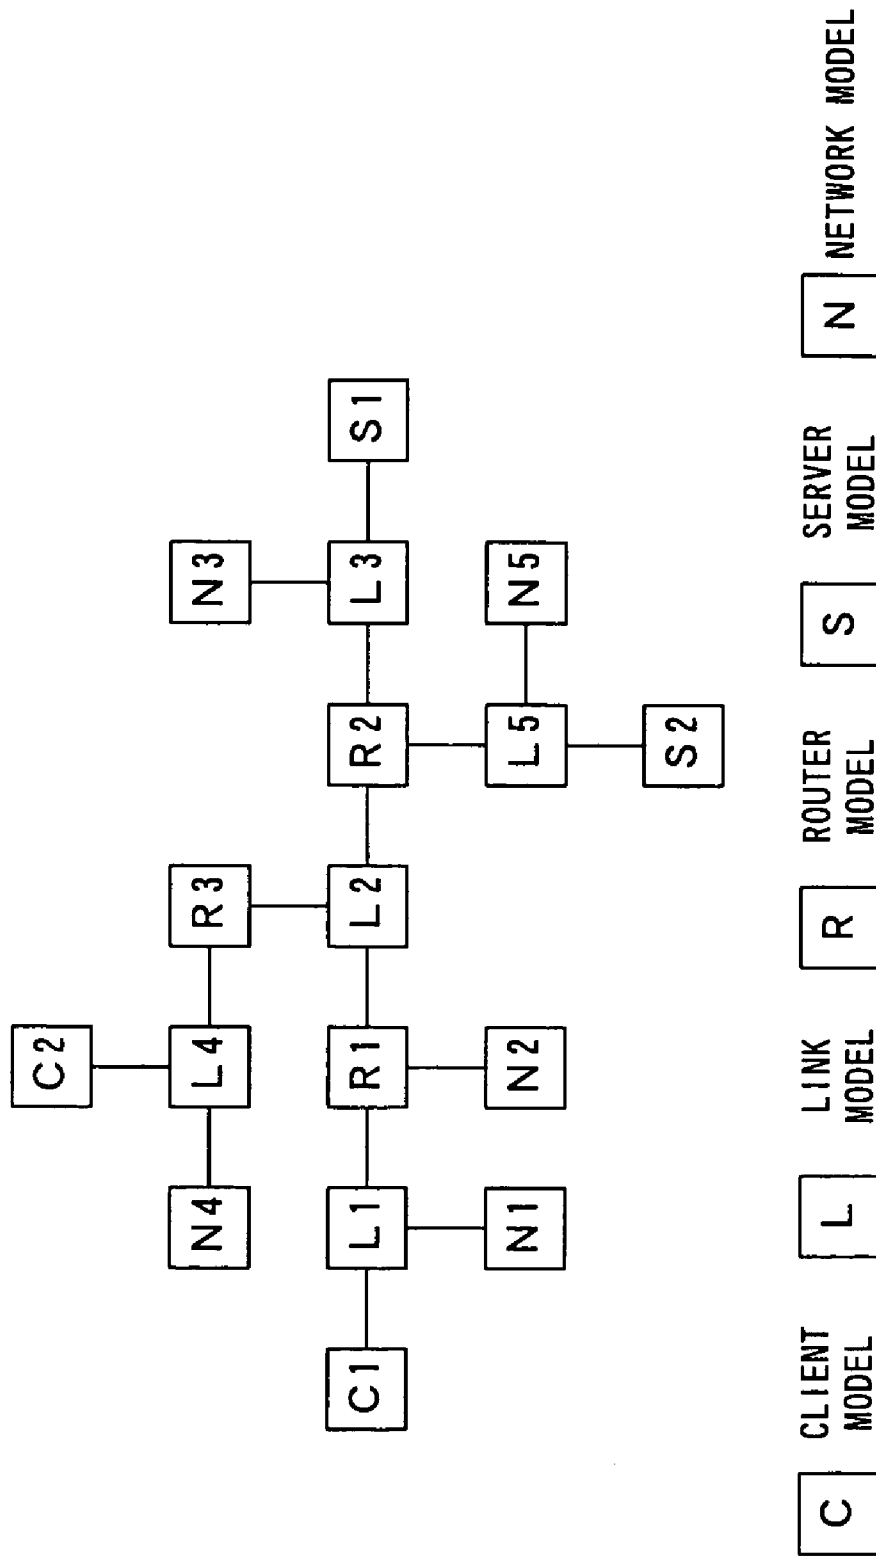 C2
N4
L4
R3
N3
C1
L1
R1
L2
R2
L3
S1
N1
N2
L5
N5
S2
C
CLIENT
MODEL
L
LINK
MODEL
R
ROUTER
MODEL
S
SERVER
MODEL
N
NETWORK MODEL